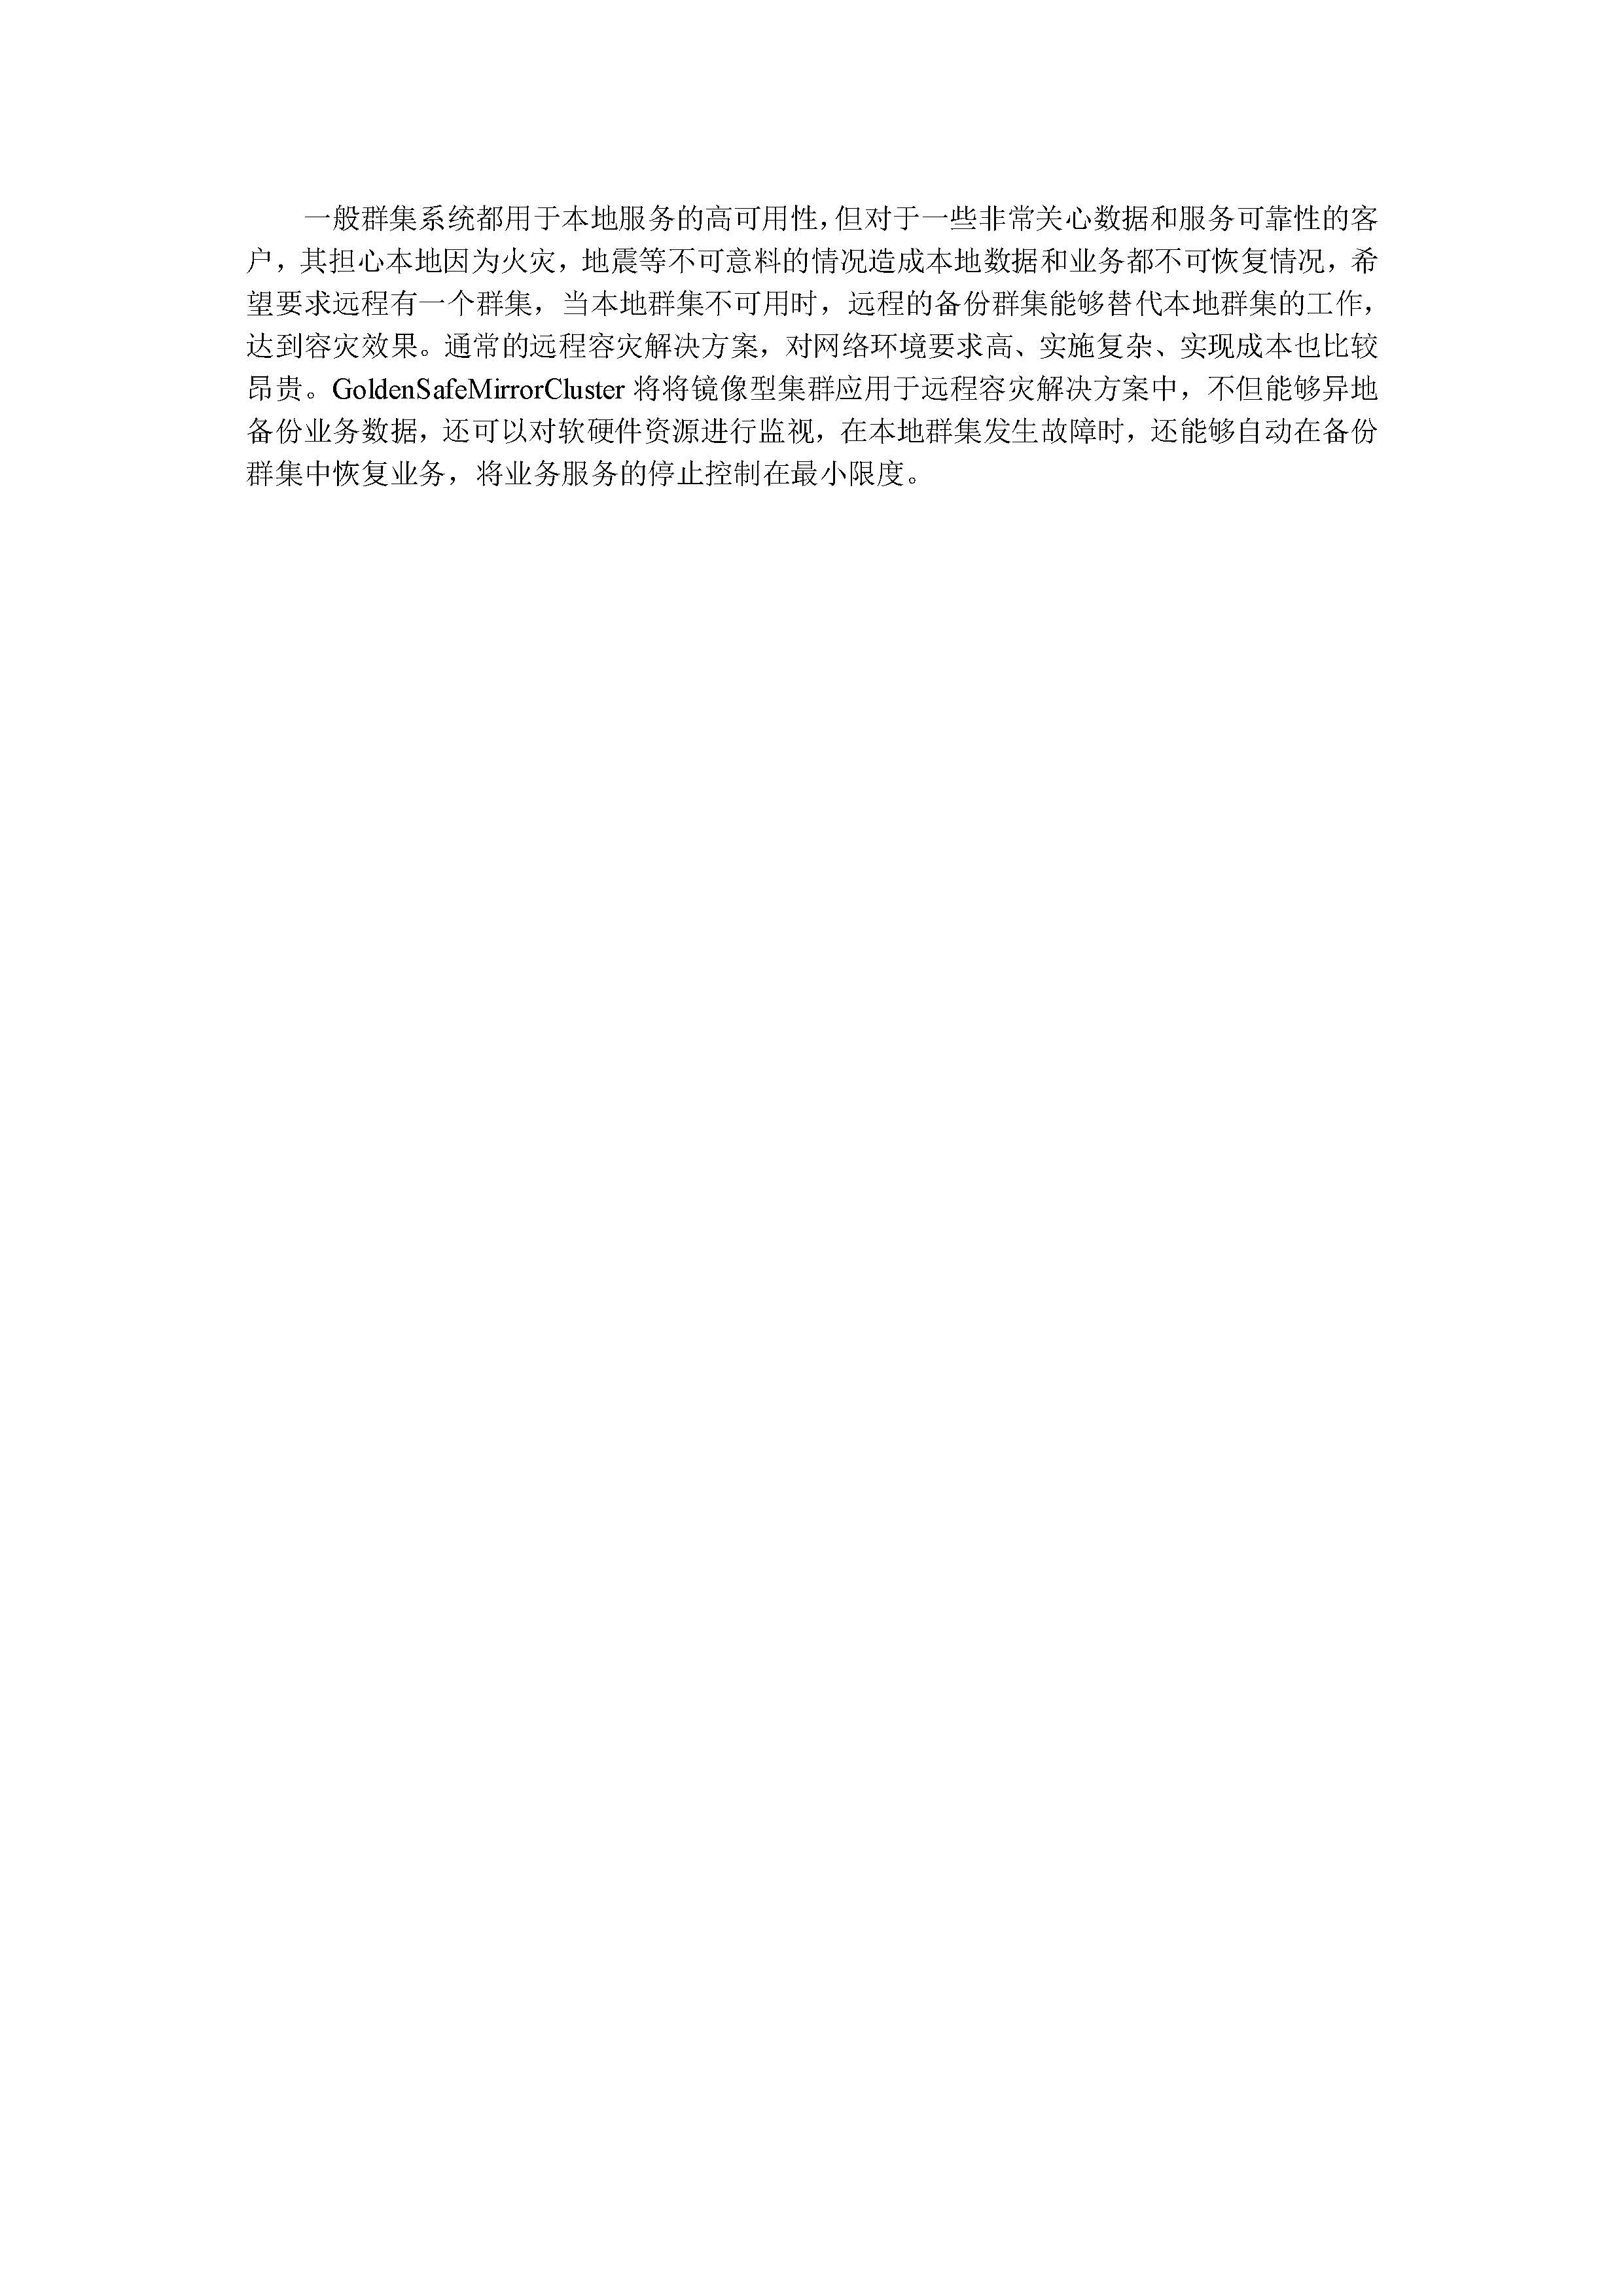 一般群集系统都用于本地服务的高可用性，但对于一些非常关心数据和服务可靠性的客
户，其担心本地因为火灾，地震等不可意料的情况造成本地数据和业务都不可恢复情况，希
望要求远程有一个群集，当本地群集不可用时，远程的备份群集能够替代本地群集的工作，
达到容灾效果。通常的远程容灾解决方案，对网络环境要求高、实施复杂、实现成本也比较
昂贵。GoldenSafeMirrorCluster 将将镜像型集群应用于远程容灾解决方案中，不但能够异地
备份业务数据，还可以对软硬件资源进行监视，在本地群集发生故障时，还能够自动在备份
群集中恢复业务，将业务服务的停止控制在最小限度。